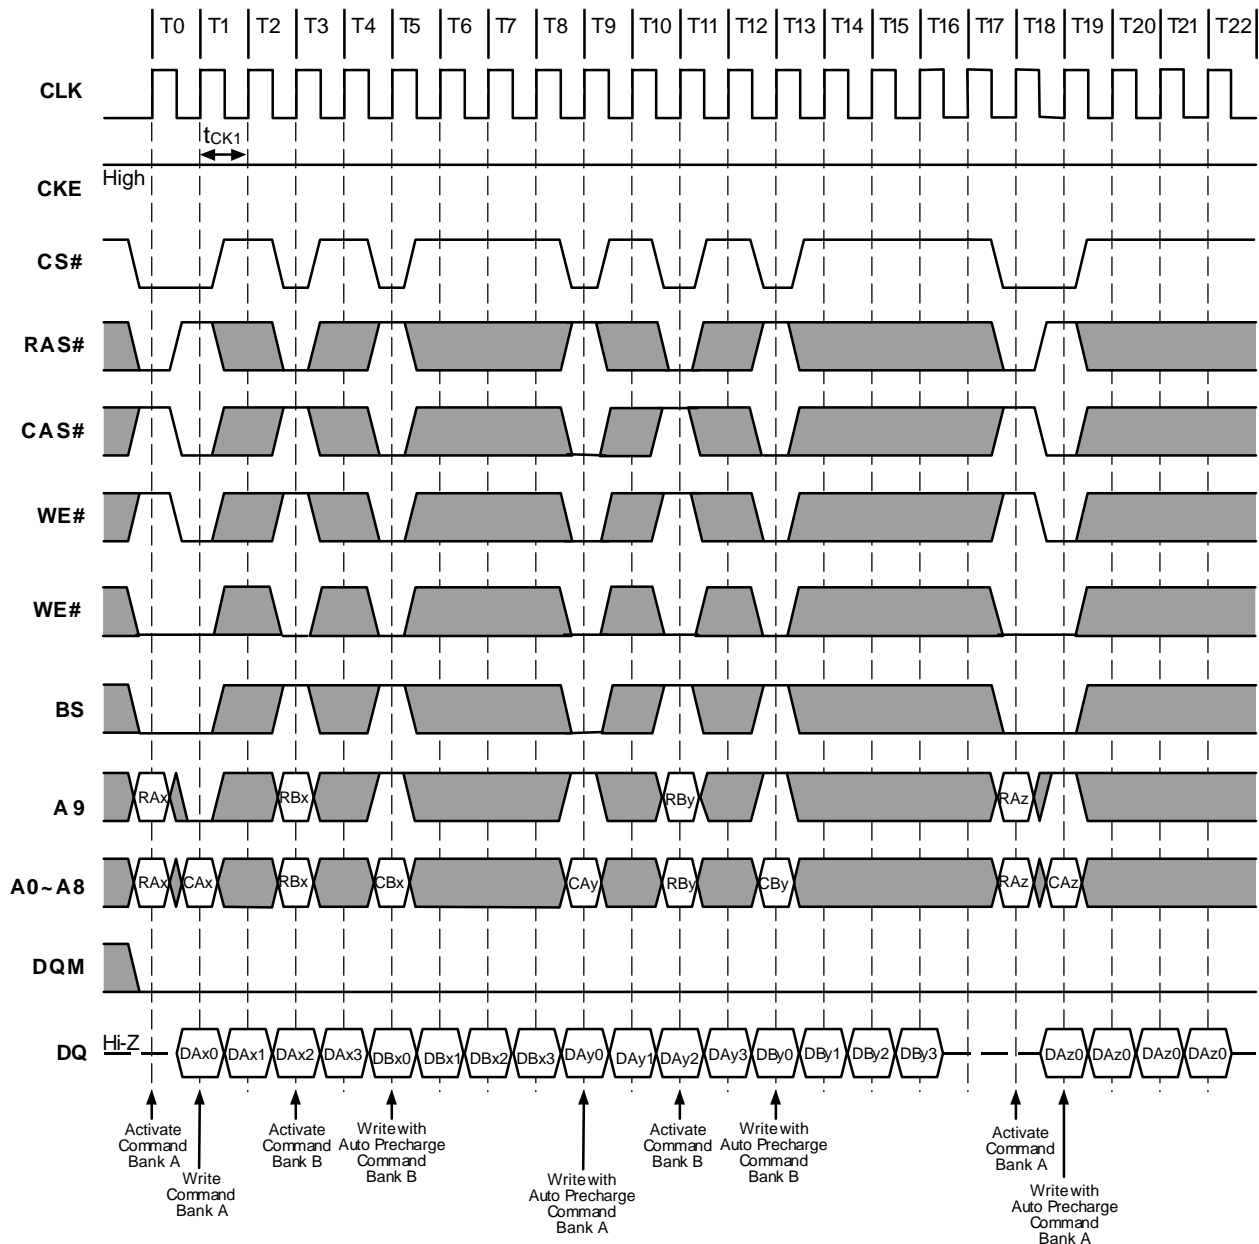 T0 T1 T2 T3 T4 T5 T6 T7 T8 T9 T10 T11 T12 T13 T14 T15 T16 T17 T18 T19 T20 T21 T22
CLK
tCK1
High
CKE
CS#
RAS#
CAS#
WE#
WE#
BS
A9
RAx RBx RBy RAz
A0~A8
RAx CAx RBx CBx CAy RBy CBy RAz CAz
DQM
DQ
Hi-Z
DAx0 DAx1 DAx2 DAx3 DBx0 DBx1 DBx2 DBx3 DAy0 DAy1 DAy2 DAy3 DBy0 DBy1 DBy2 DBy3 DAz0 DAz0 DAz0 DAz0
Activate
Command
Bank A
Write
Command
Bank A
Activate
Command
Bank B
Write with
Auto Precharge
Command
Bank B
Write with
Auto Precharge
Command
Bank A
Activate
Command
Bank B
Write with
Auto Precharge
Command
Bank B
Activate
Command
Bank A
Write with
Auto Precharge
Command
Bank A